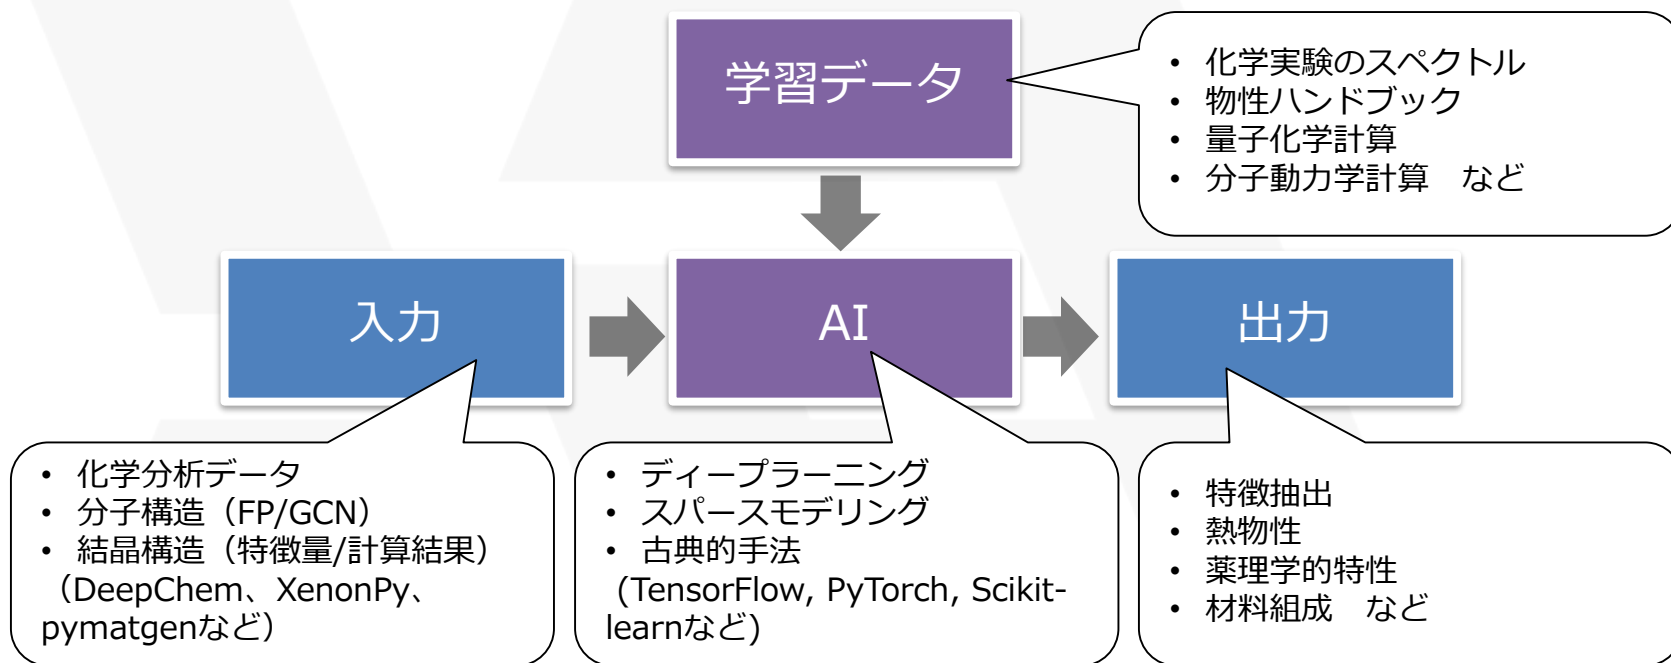 学習データ
• 化学実験のスペクトル
• 物性ハンドブック
• 量子化学計算
• 分子動力学計算　など
入力
AI
出力
• 化学分析データ
• 分子構造（FP/GCN）
• 結晶構造（特徴量/計算結果）
（DeepChem、XenonPy、
pymatgenなど）
• ディープラーニング
• スパースモデリング
• 古典的手法
(TensorFlow, PyTorch, Scikit-
learnなど)
• 特徴抽出
• 熱物性
• 薬理学的特性
• 材料組成　など